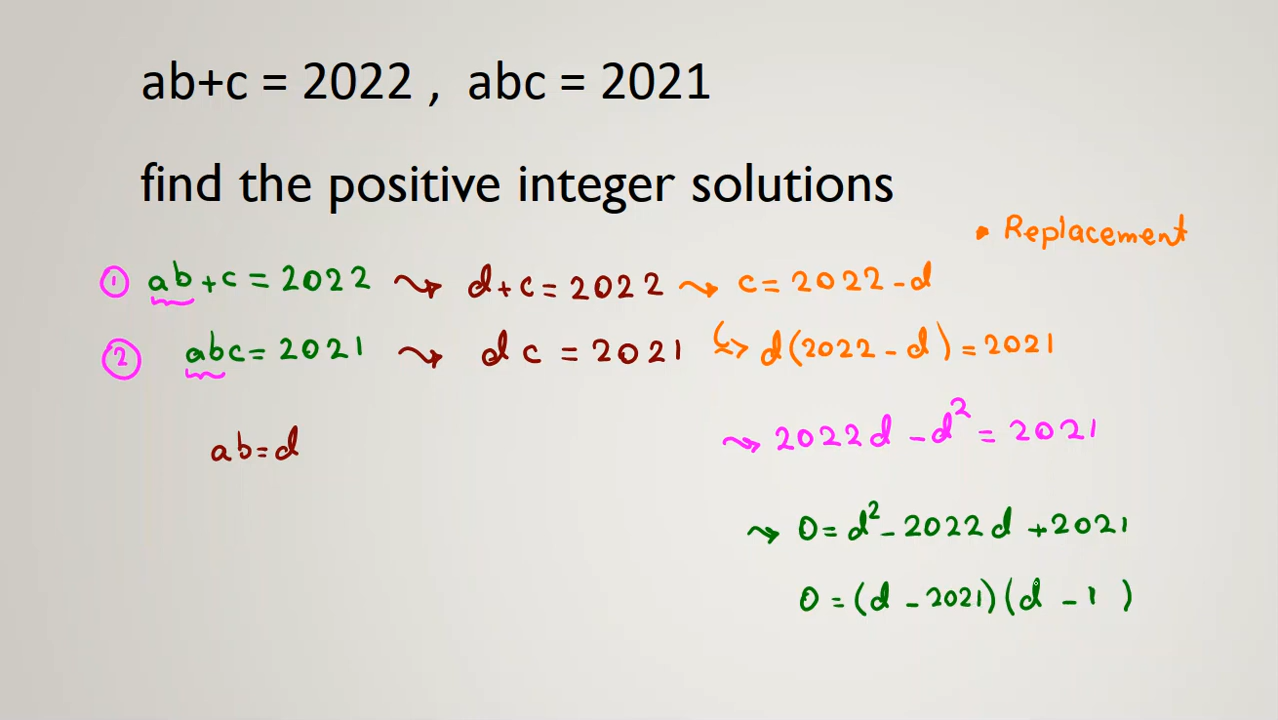 ab+c = 2022 , abc = 2021
find the positive integer solutions
• Replacement
① ab+c = 2022 ⇝ d+c = 2022 ⇝ c = 2022 - d
② abc = 2021 ⇝ dc = 2021 ↪ d(2022 - d) = 2021
ab = d
⇝ 2022d - d² = 2021
⇝ 0 = d² - 2022d + 2021
0 = (d - 2021)(d - 1 )